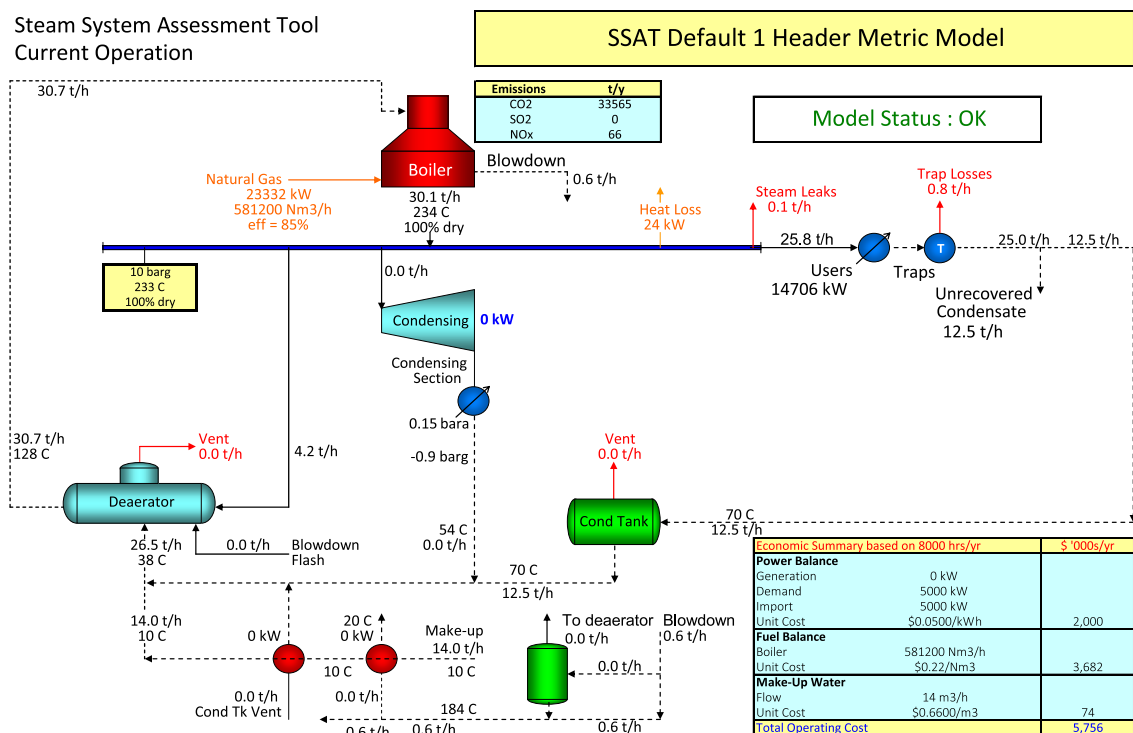 Steam System Assessment Tool
Current Operation
SSAT Default 1 Header Metric Model
30.7 t/h
Emissions t/y
CO2 33565
SO2 0
NOx 66
Model Status : OK
Boiler
Blowdown
0.6 t/h
Natural Gas
23332 kW
581200 Nm3/h
eff = 85%
30.1 t/h
234 C
100% dry
Heat Loss
24 kW
Steam Leaks
0.1 t/h
Trap Losses
0.8 t/h
25.8 t/h
T
25.0 t/h
12.5 t/h
Users
14706 kW
Traps
Unrecovered
Condensate
12.5 t/h
10 barg
233 C
100% dry
0.0 t/h
Condensing
0 kW
Condensing
Section
0.15 bara
-0.9 barg
30.7 t/h
128 C
Vent
0.0 t/h
4.2 t/h
Deaerator
Vent
0.0 t/h
Cond Tank
70 C
12.5 t/h
26.5 t/h
38 C
0.0 t/h
Blowdown
Flash
54 C
0.0 t/h
70 C
12.5 t/h
14.0 t/h
10 C
0 kW
20 C
0 kW
Make-up
14.0 t/h
10 C
10 C
To deaerator
0.0 t/h
Blowdown
0.6 t/h
0.0 t/h
0.0 t/h
Cond Tk Vent
0.0 t/h
184 C
0.6 t/h
0.6 t/h
0.6 t/h
Economic Summary based on 8000 hrs/yr $ '000s/yr
Power Balance
Generation 0 kW
Demand 5000 kW
Import 5000 kW
Unit Cost $0.0500/kWh 2,000
Fuel Balance
Boiler 581200 Nm3/h
Unit Cost $0.22/Nm3 3,682
Make-Up Water
Flow 14 m3/h
Unit Cost $0.6600/m3 74
Total Operating Cost 5,756